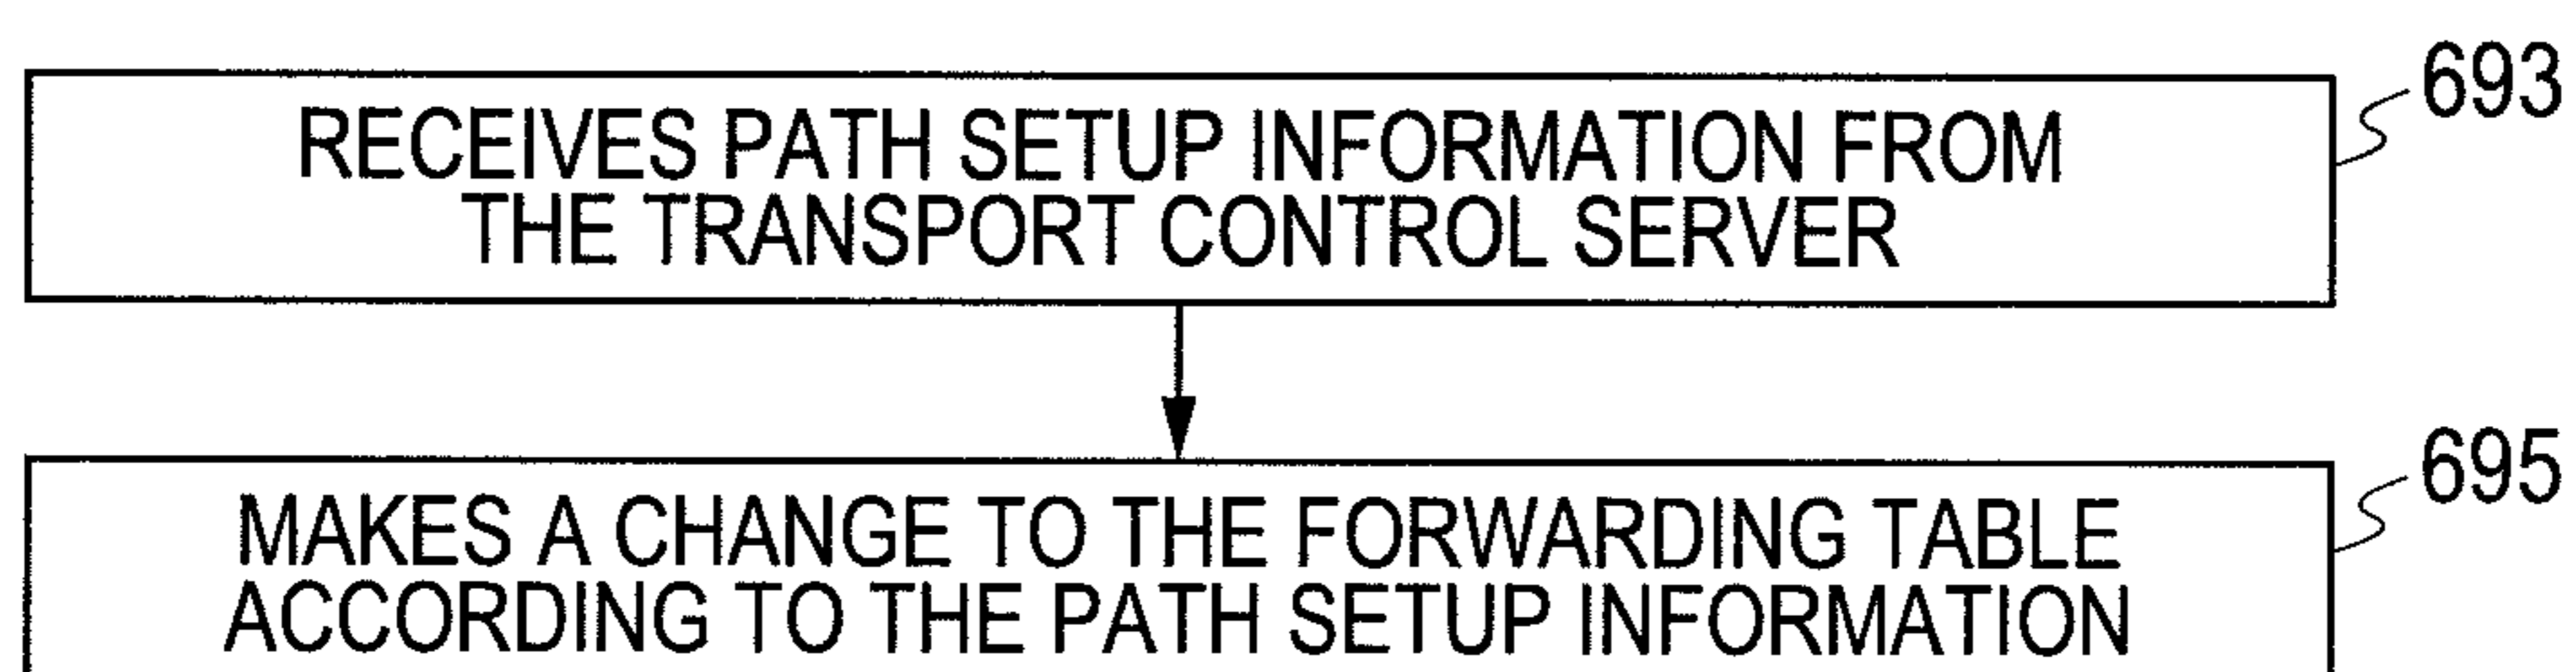 693
RECEIVES PATH SETUP INFORMATION FROM
THE TRANSPORT CONTROL SERVER
695
MAKES A CHANGE TO THE FORWARDING TABLE
ACCORDING TO THE PATH SETUP INFORMATION